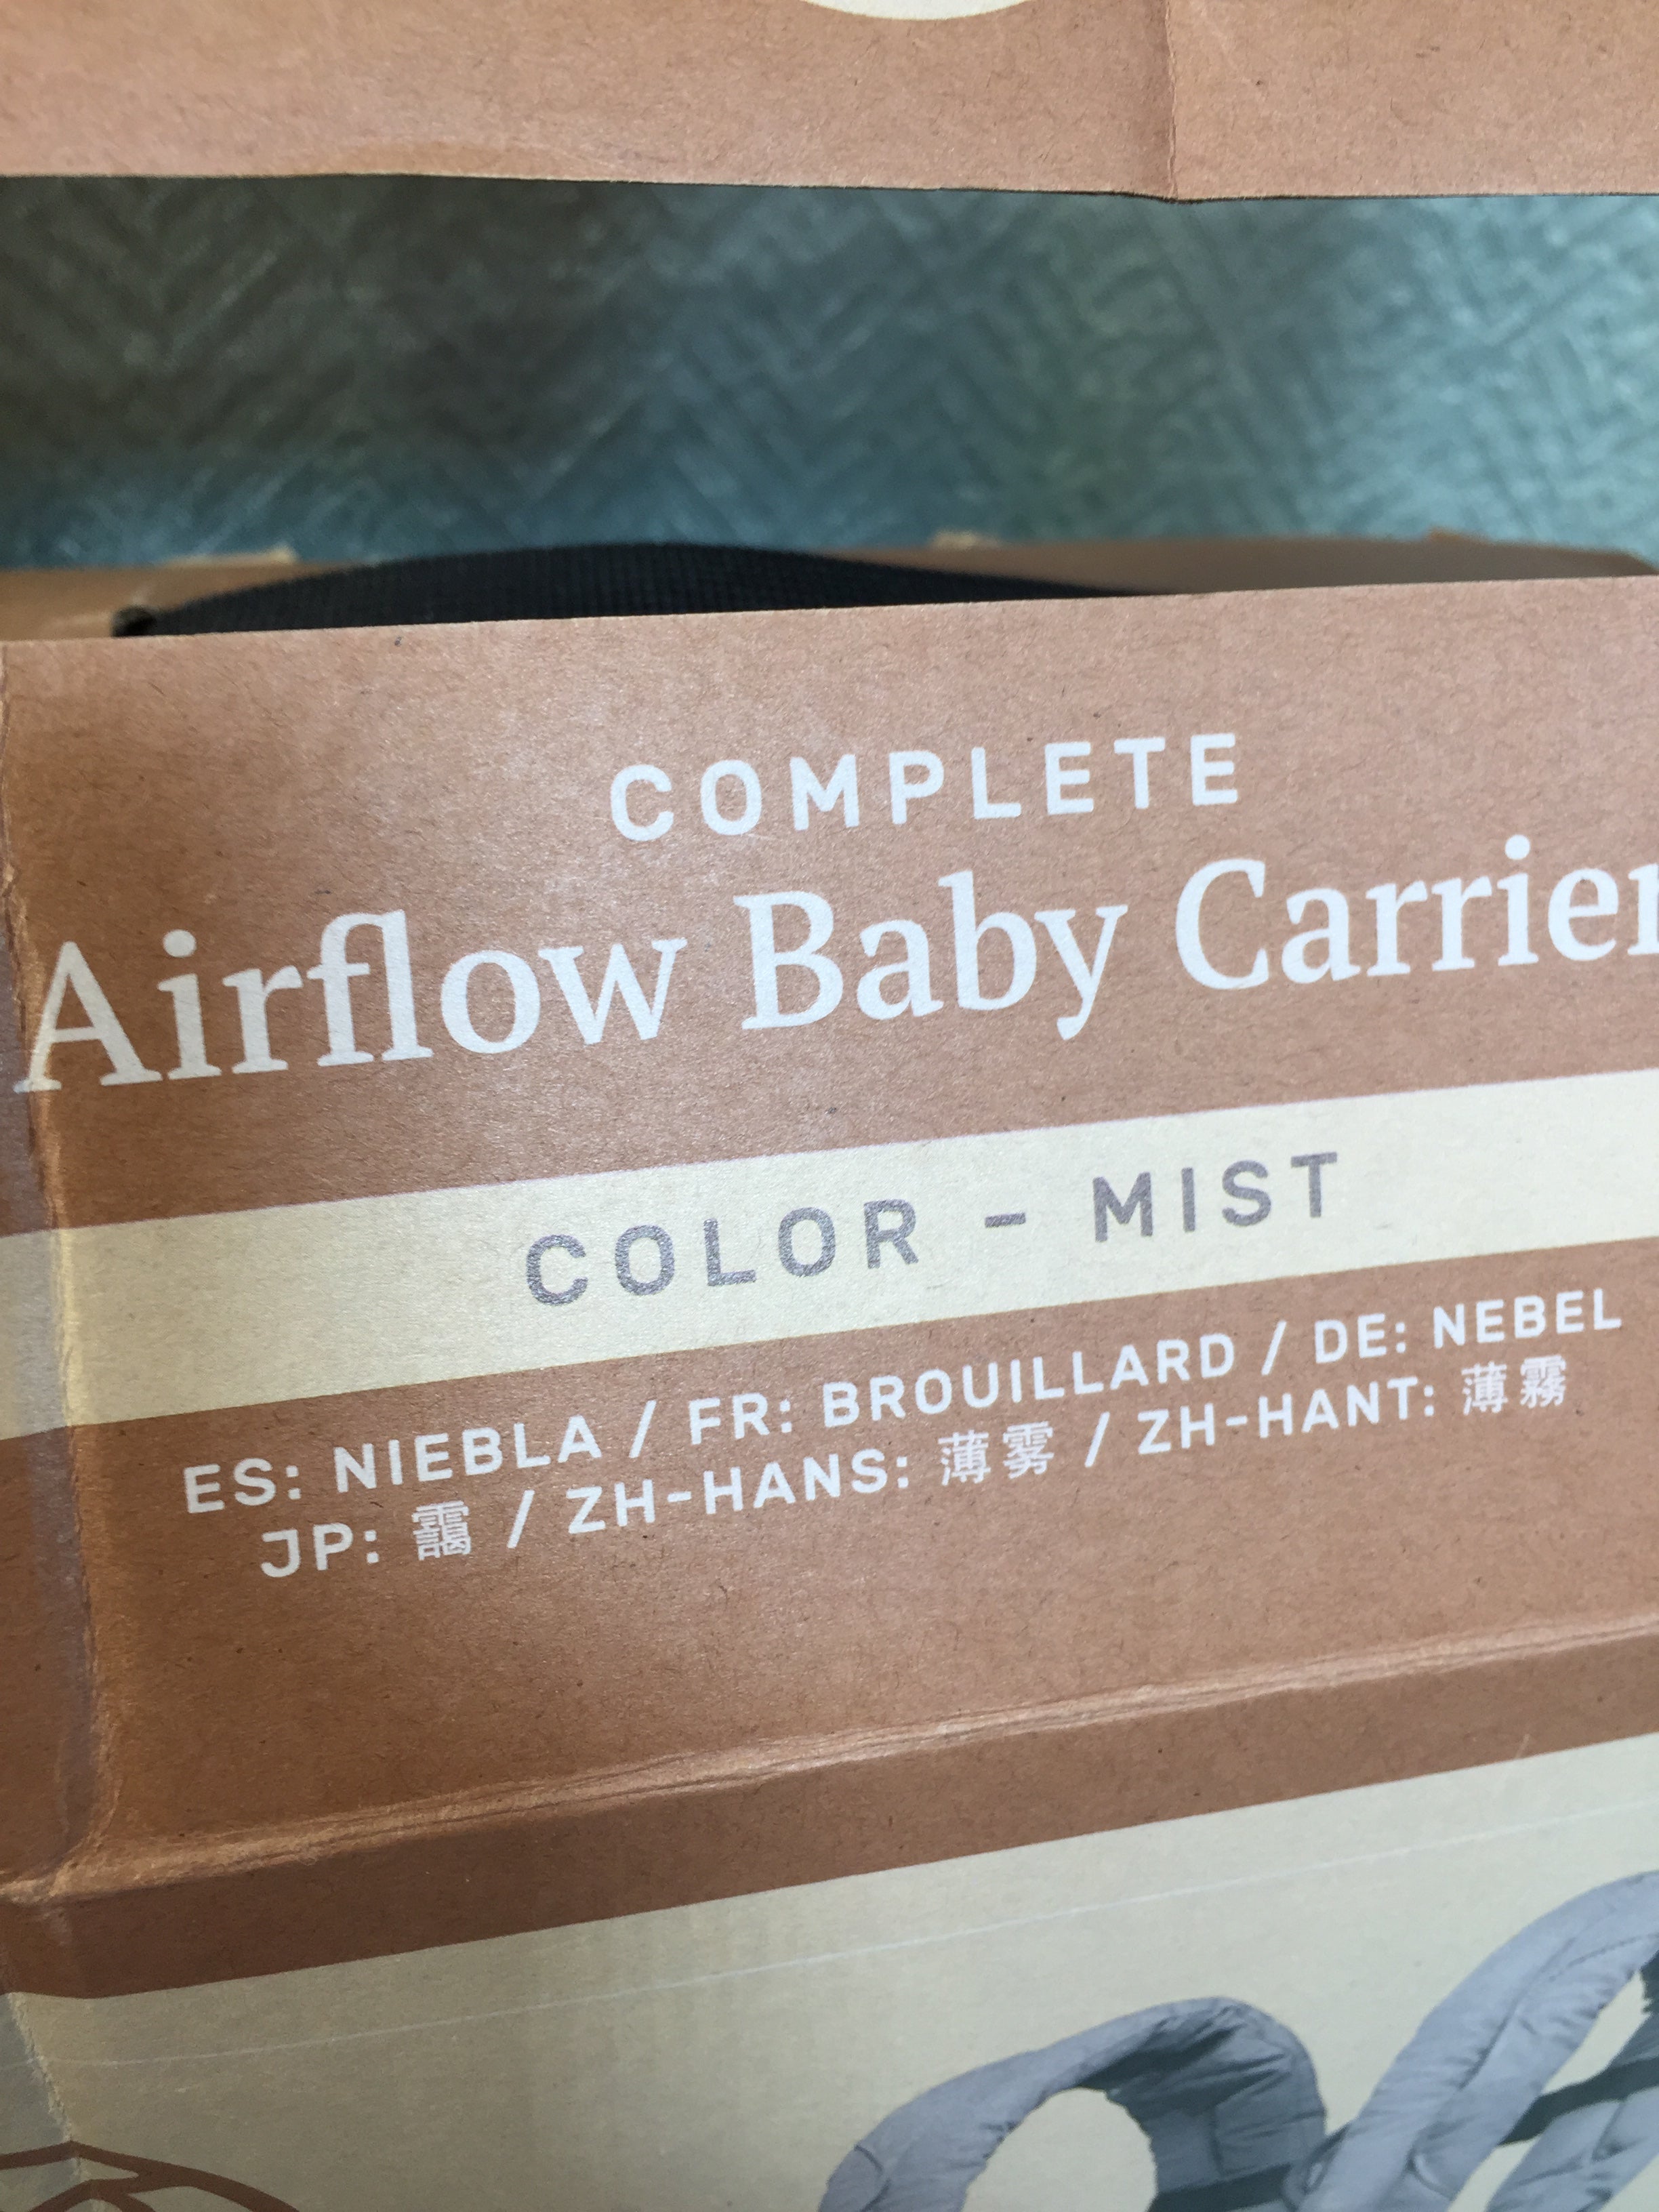 COMPLETE
Airflow Baby Carrier
COLOR - MIST
ES: NIEBLA / FR: BROUILLARD / DE: NEBEL
JP: 靄 / ZH-HANS: 薄雾 / ZH-HANT: 薄霧